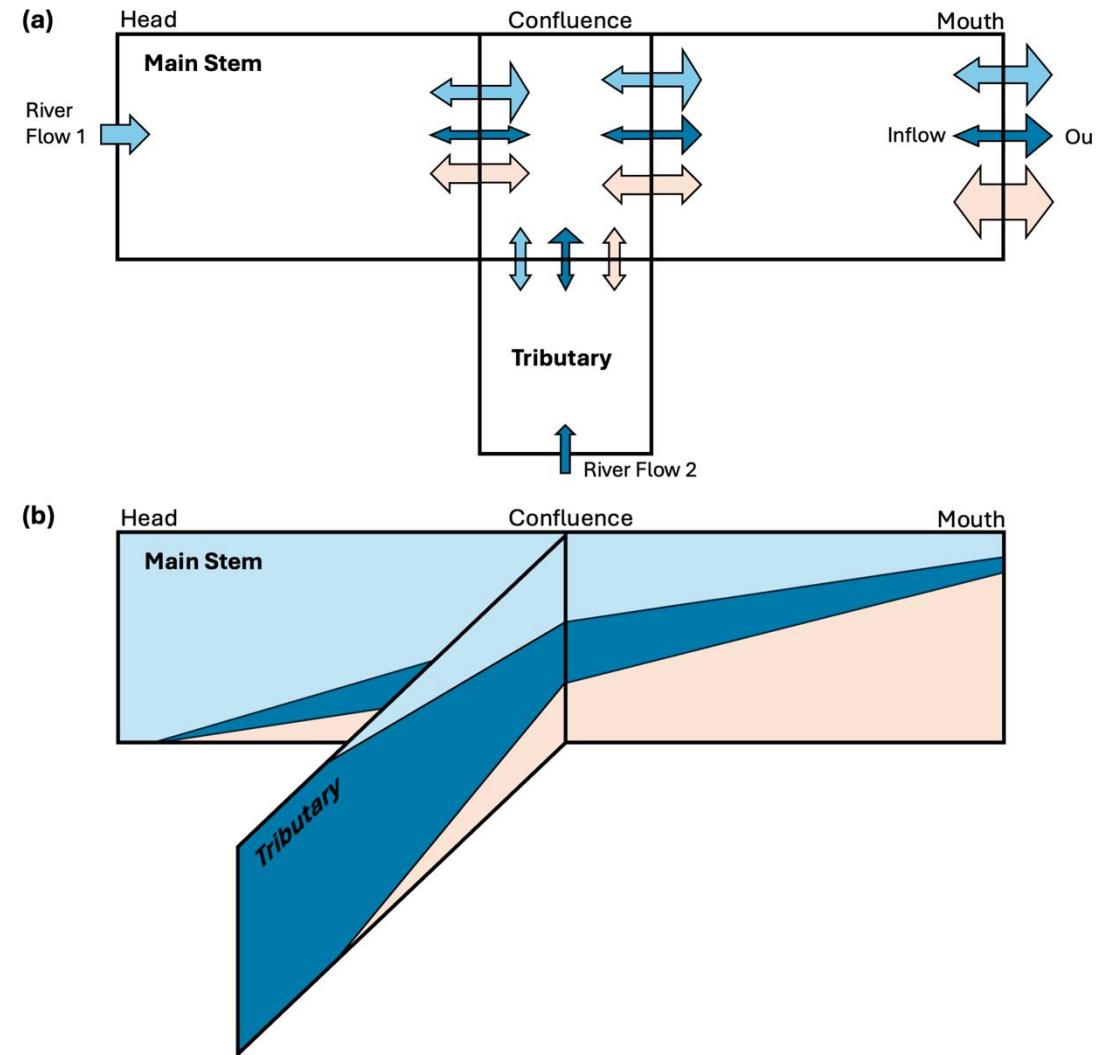 (a)
Head Confluence Mouth
Main Stem
River
Flow 1
Inflow Ou
Tributary
River Flow 2
(b)
Head Confluence Mouth
Main Stem
Tributary